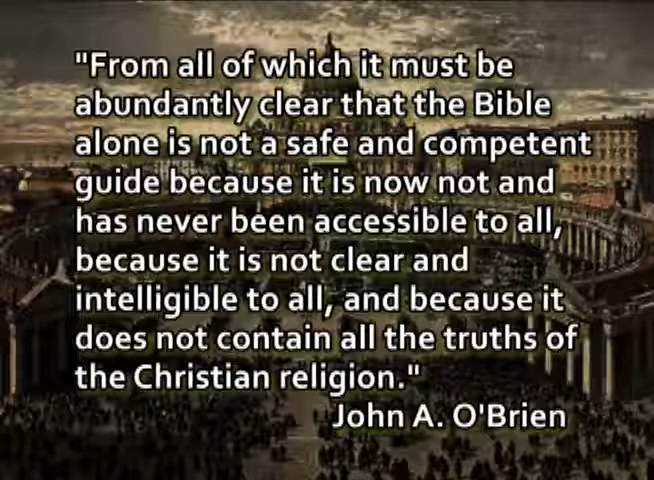 "From all of which it must be
abundantly clear that the Bible
alone is not a safe and competent
guide because it is now not and
has never been accessible to all,
because it is not clear and
intelligible to all, and because it
does not contain all the truths of
the Christian religion."
John A. O'Brien